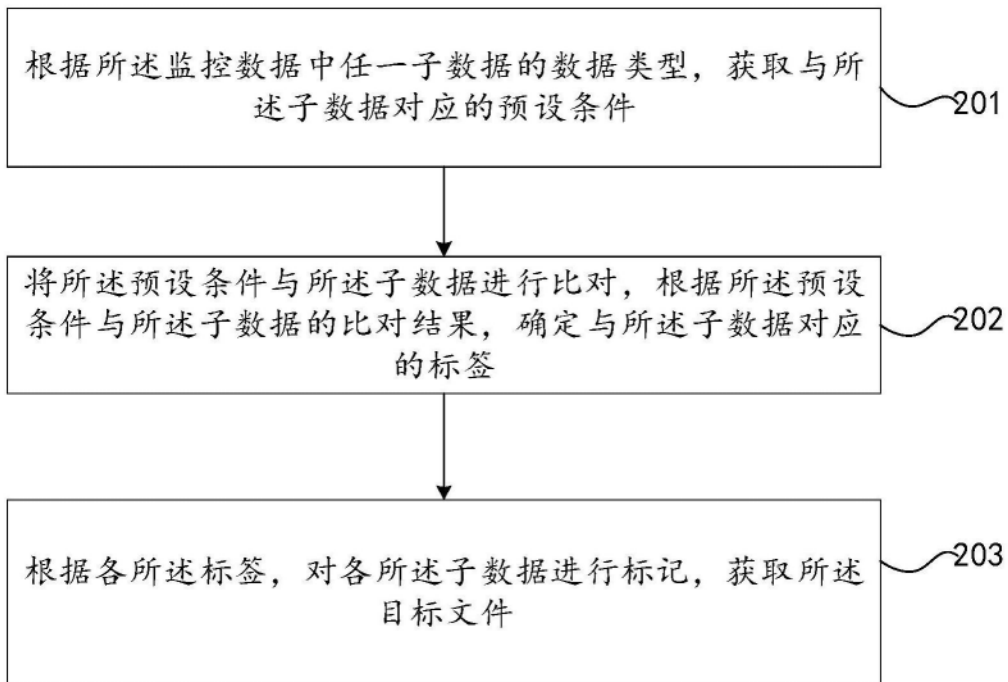 根据所述监控数据中任一子数据的数据类型，获取与所
述子数据对应的预设条件
201
将所述预设条件与所述子数据进行比对，根据所述预设
条件与所述子数据的比对结果，确定与所述子数据对应
的标签
202
根据各所述标签，对各所述子数据进行标记，获取所述
目标文件
203